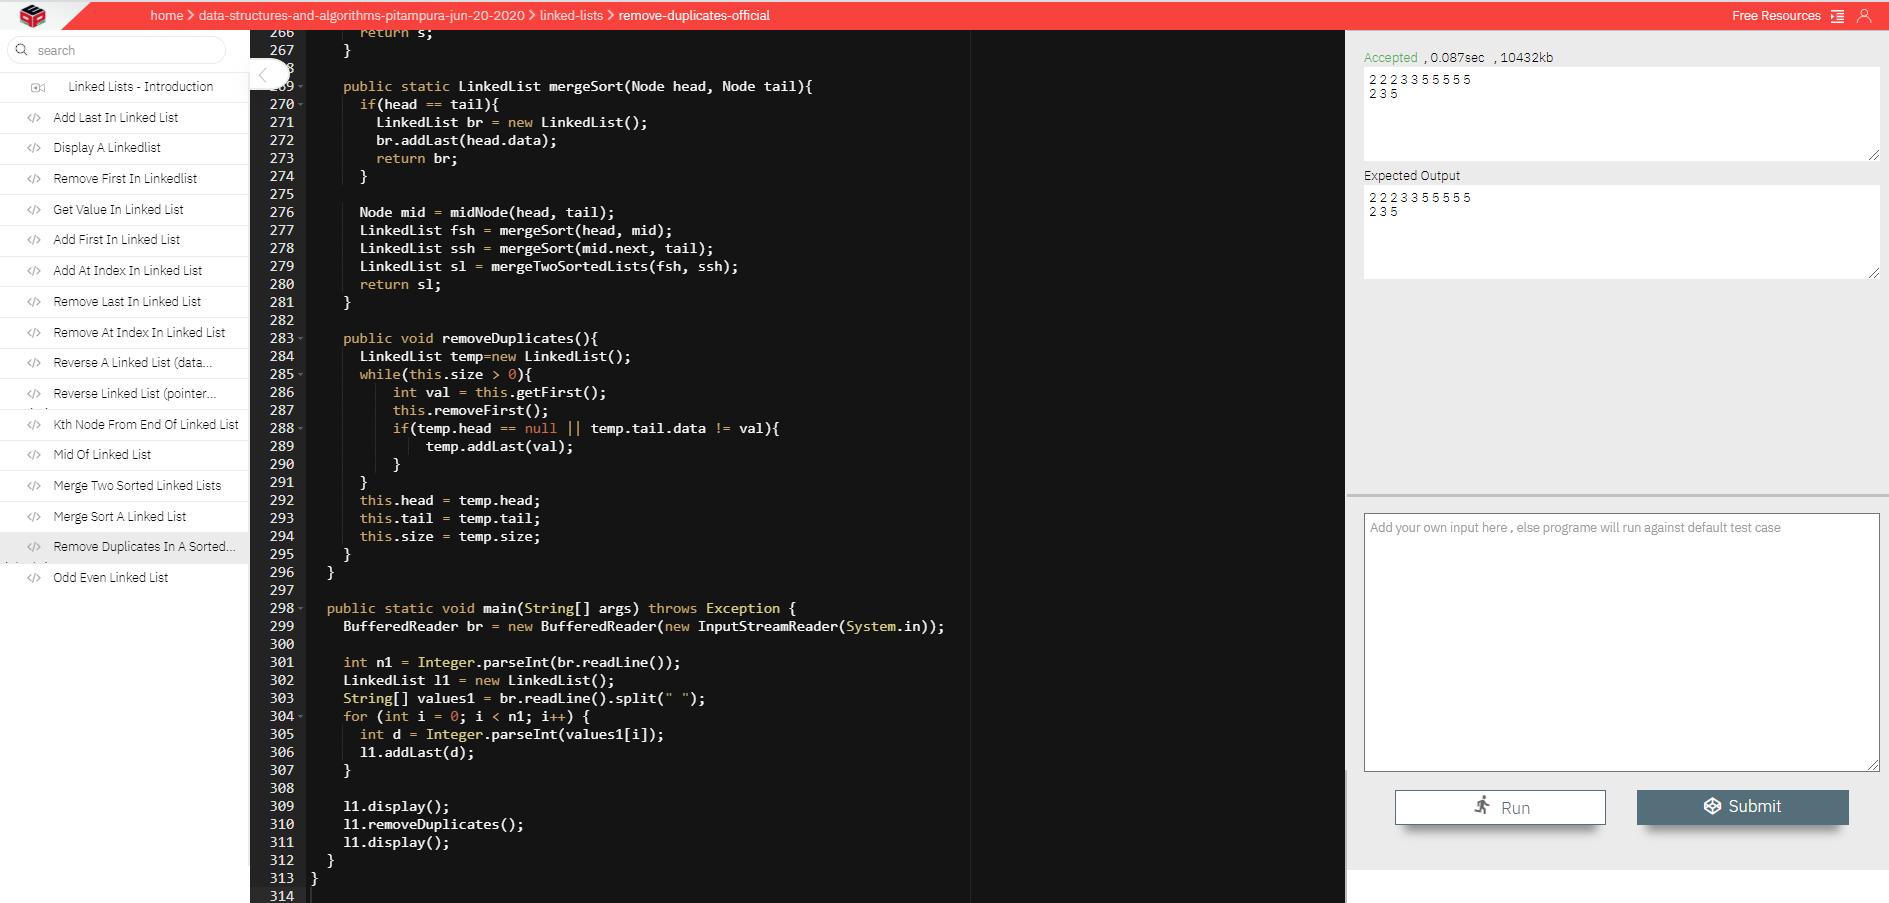 home > data-structures-and-algorithms-pitampura-jun-20-2020 > linked-lists > remove-duplicates-official
Free Resources
search
Linked Lists - Introduction
</> Add Last In Linked List
</> Display A Linkedlist
</> Remove First In Linkedlist
</> Get Value In Linked List
</> Add First In Linked List
</> Add At Index In Linked List
</> Remove Last In Linked List
</> Remove At Index In Linked List
</> Reverse A Linked List (data...
</> Reverse Linked List (pointer...
</> Kth Node From End Of Linked List
</> Mid Of Linked List
</> Merge Two Sorted Linked Lists
</> Merge Sort A Linked List
</> Remove Duplicates In A Sorted...
</> Odd Even Linked List
266 return s;
267 }
8
269 public static LinkedList mergeSort(Node head, Node tail){
270 if(head == tail){
271 LinkedList br = new LinkedList();
272 br.addLast(head.data);
273 return br;
274 }
275
276 Node mid = midNode(head, tail);
277 LinkedList fsh = mergeSort(head, mid);
278 LinkedList ssh = mergeSort(mid.next, tail);
279 LinkedList sl = mergeTwoSortedLists(fsh, ssh);
280 return sl;
281 }
282
283 public void removeDuplicates(){
284 LinkedList temp=new LinkedList();
285 while(this.size > 0){
286 int val = this.getFirst();
287 this.removeFirst();
288 if(temp.head == null || temp.tail.data != val){
289 temp.addLast(val);
290 }
291 }
292 this.head = temp.head;
293 this.tail = temp.tail;
294 this.size = temp.size;
295 }
296 }
297
298 public static void main(String[] args) throws Exception {
299 BufferedReader br = new BufferedReader(new InputStreamReader(System.in));
300
301 int n1 = Integer.parseInt(br.readLine());
302 LinkedList l1 = new LinkedList();
303 String[] values1 = br.readLine().split(" ");
304 for (int i = 0; i < n1; i++) {
305 int d = Integer.parseInt(values1[i]);
306 l1.addLast(d);
307 }
308
309 l1.display();
310 l1.removeDuplicates();
311 l1.display();
312 }
313 }
314
Accepted , 0.087sec , 10432kb
2 2 2 3 3 5 5 5 5 5
2 3 5
Expected Output
2 2 2 3 3 5 5 5 5 5
2 3 5
Add your own input here , else programe will run against default test case
Run
Submit